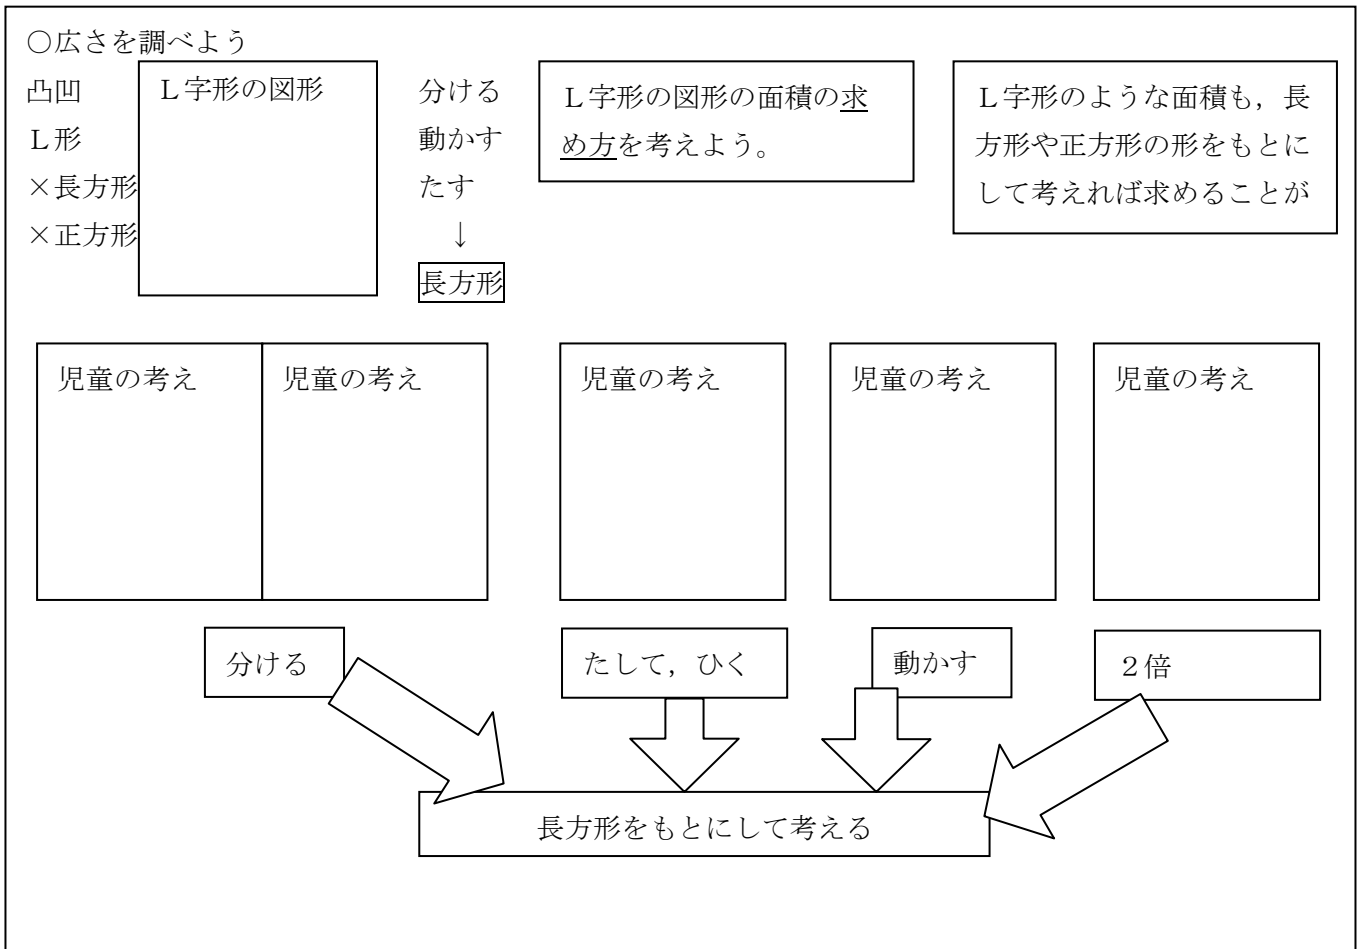 ○広さを調べよう
凸凹
Ｌ形
×長方形
×正方形
Ｌ字形の図形
分ける
動かす
たす
↓
長方形
Ｌ字形の図形の面積の求
め方を考えよう。
Ｌ字形のような面積も，長
方形や正方形の形をもとに
して考えれば求めることが
児童の考え
児童の考え
児童の考え
児童の考え
児童の考え
分ける
たして，ひく
動かす
２倍
長方形をもとにして考える